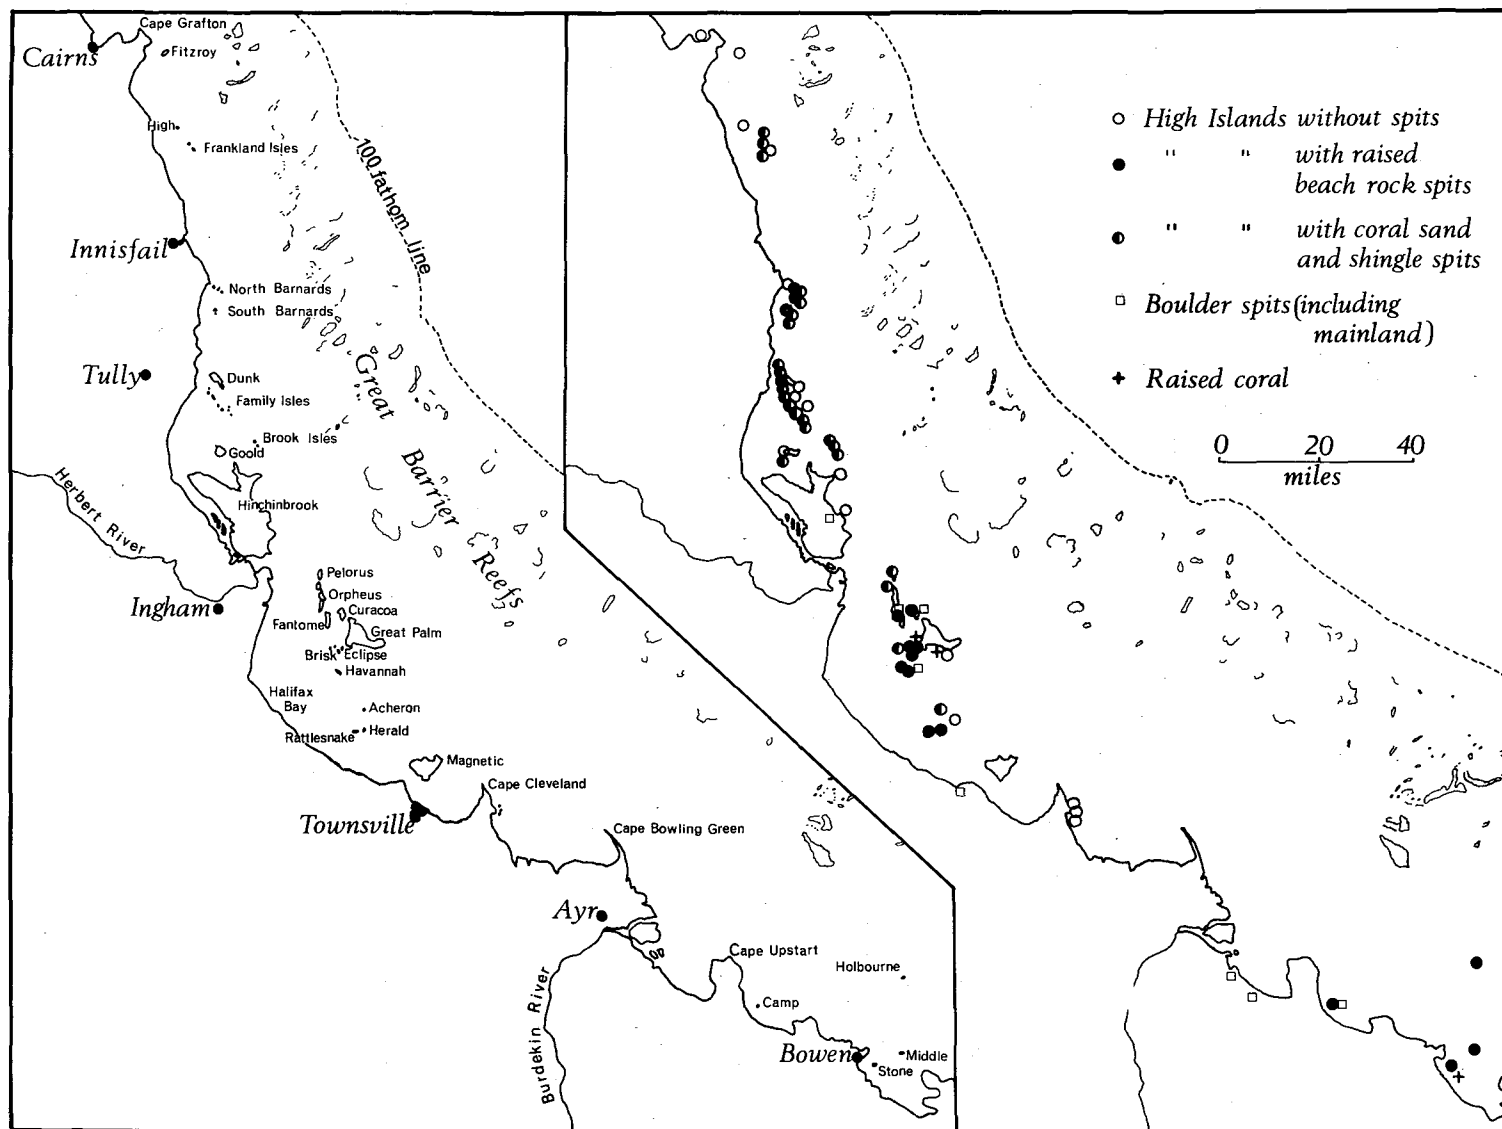 Cape Grafton
Cairns
Fitzroy
High
Frankland Isles
100 fathom line
Innisfail
North Barnards
South Barnards
Tully
Dunk
Family Isles
Brook Isles
Goold
Great
Barrier
Reefs
Herbert River
Hinchinbrook
Ingham
Pelorus
Orpheus
Curacoa
Fantome
Great Palm
Brisk Eclipse
Havannah
Halifax
Bay
Acheron
Rattlesnake
Herald
Magnetic
Cape Cleveland
Townsville
Cape Bowling Green
Ayr
Burdekin River
Cape Upstart
Holbourne
Camp
Bowen
Middle
Stone
High Islands without spits
" " with raised
beach rock spits
" " with coral sand
and shingle spits
Boulder spits (including
mainland)
Raised coral
0 20 40
miles